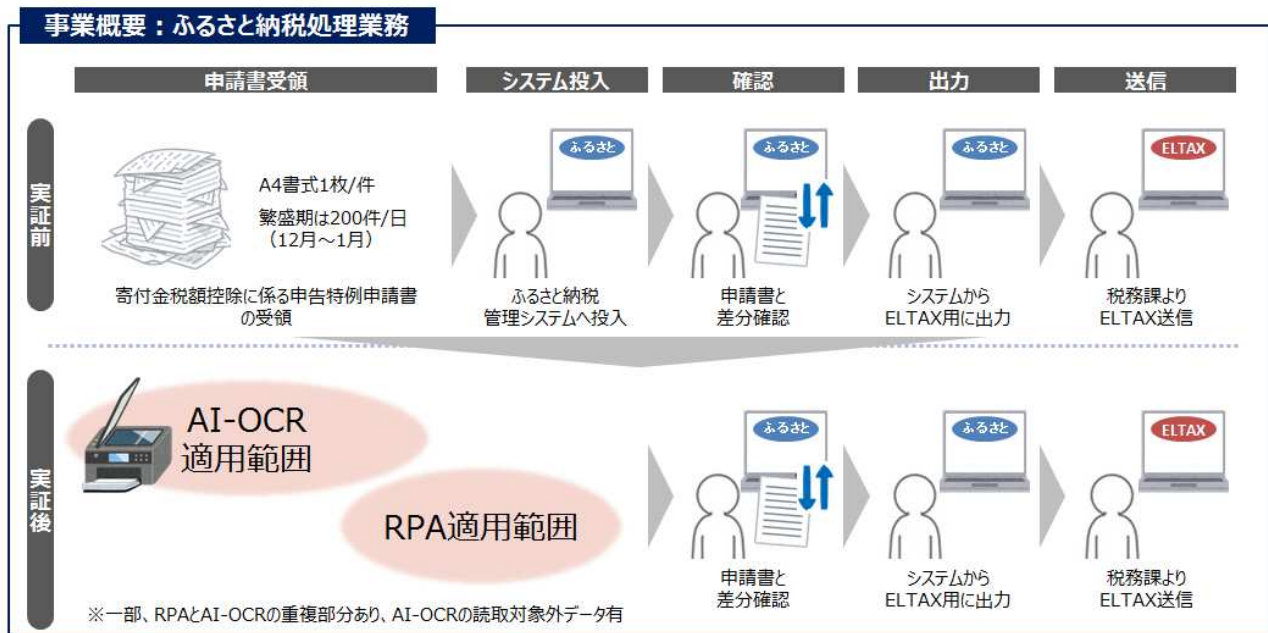 事業概要：ふるさと納税処理業務
申請書受領
システム投入
確認
出力
送信
実証前
A4書式1枚/件
繁盛期は200件/日
（12月～1月）
寄付金税額控除に係る申告特例申請書
の受領
ふるさと
ふるさと納税
管理システムへ投入
ふるさと
申請書と
差分確認
ふるさと
システムから
ELTAX用に出力
ELTAX
税務課より
ELTAX送信
実証後
AI-OCR
適用範囲
RPA適用範囲
ふるさと
申請書と
差分確認
ふるさと
システムから
ELTAX用に出力
ELTAX
税務課より
ELTAX送信
※一部、RPAとAI-OCRの重複部分あり、AI-OCRの読取対象外データ有